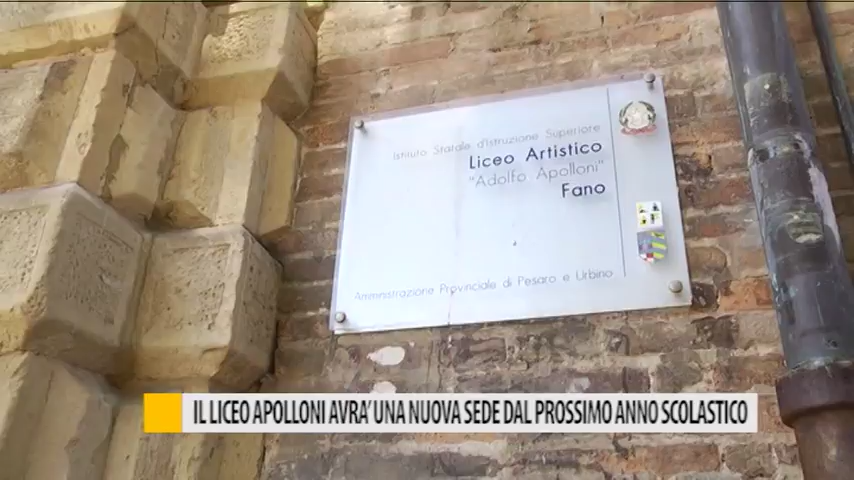 Istituto Statale d'Istruzione Superiore
Liceo Artistico
"Adolfo Apolloni"
Fano
Amministrazione Provinciale di Pesaro e Urbino
IL LICEO APOLLONI AVRA' UNA NUOVA SEDE DAL PROSSIMO ANNO SCOLASTICO